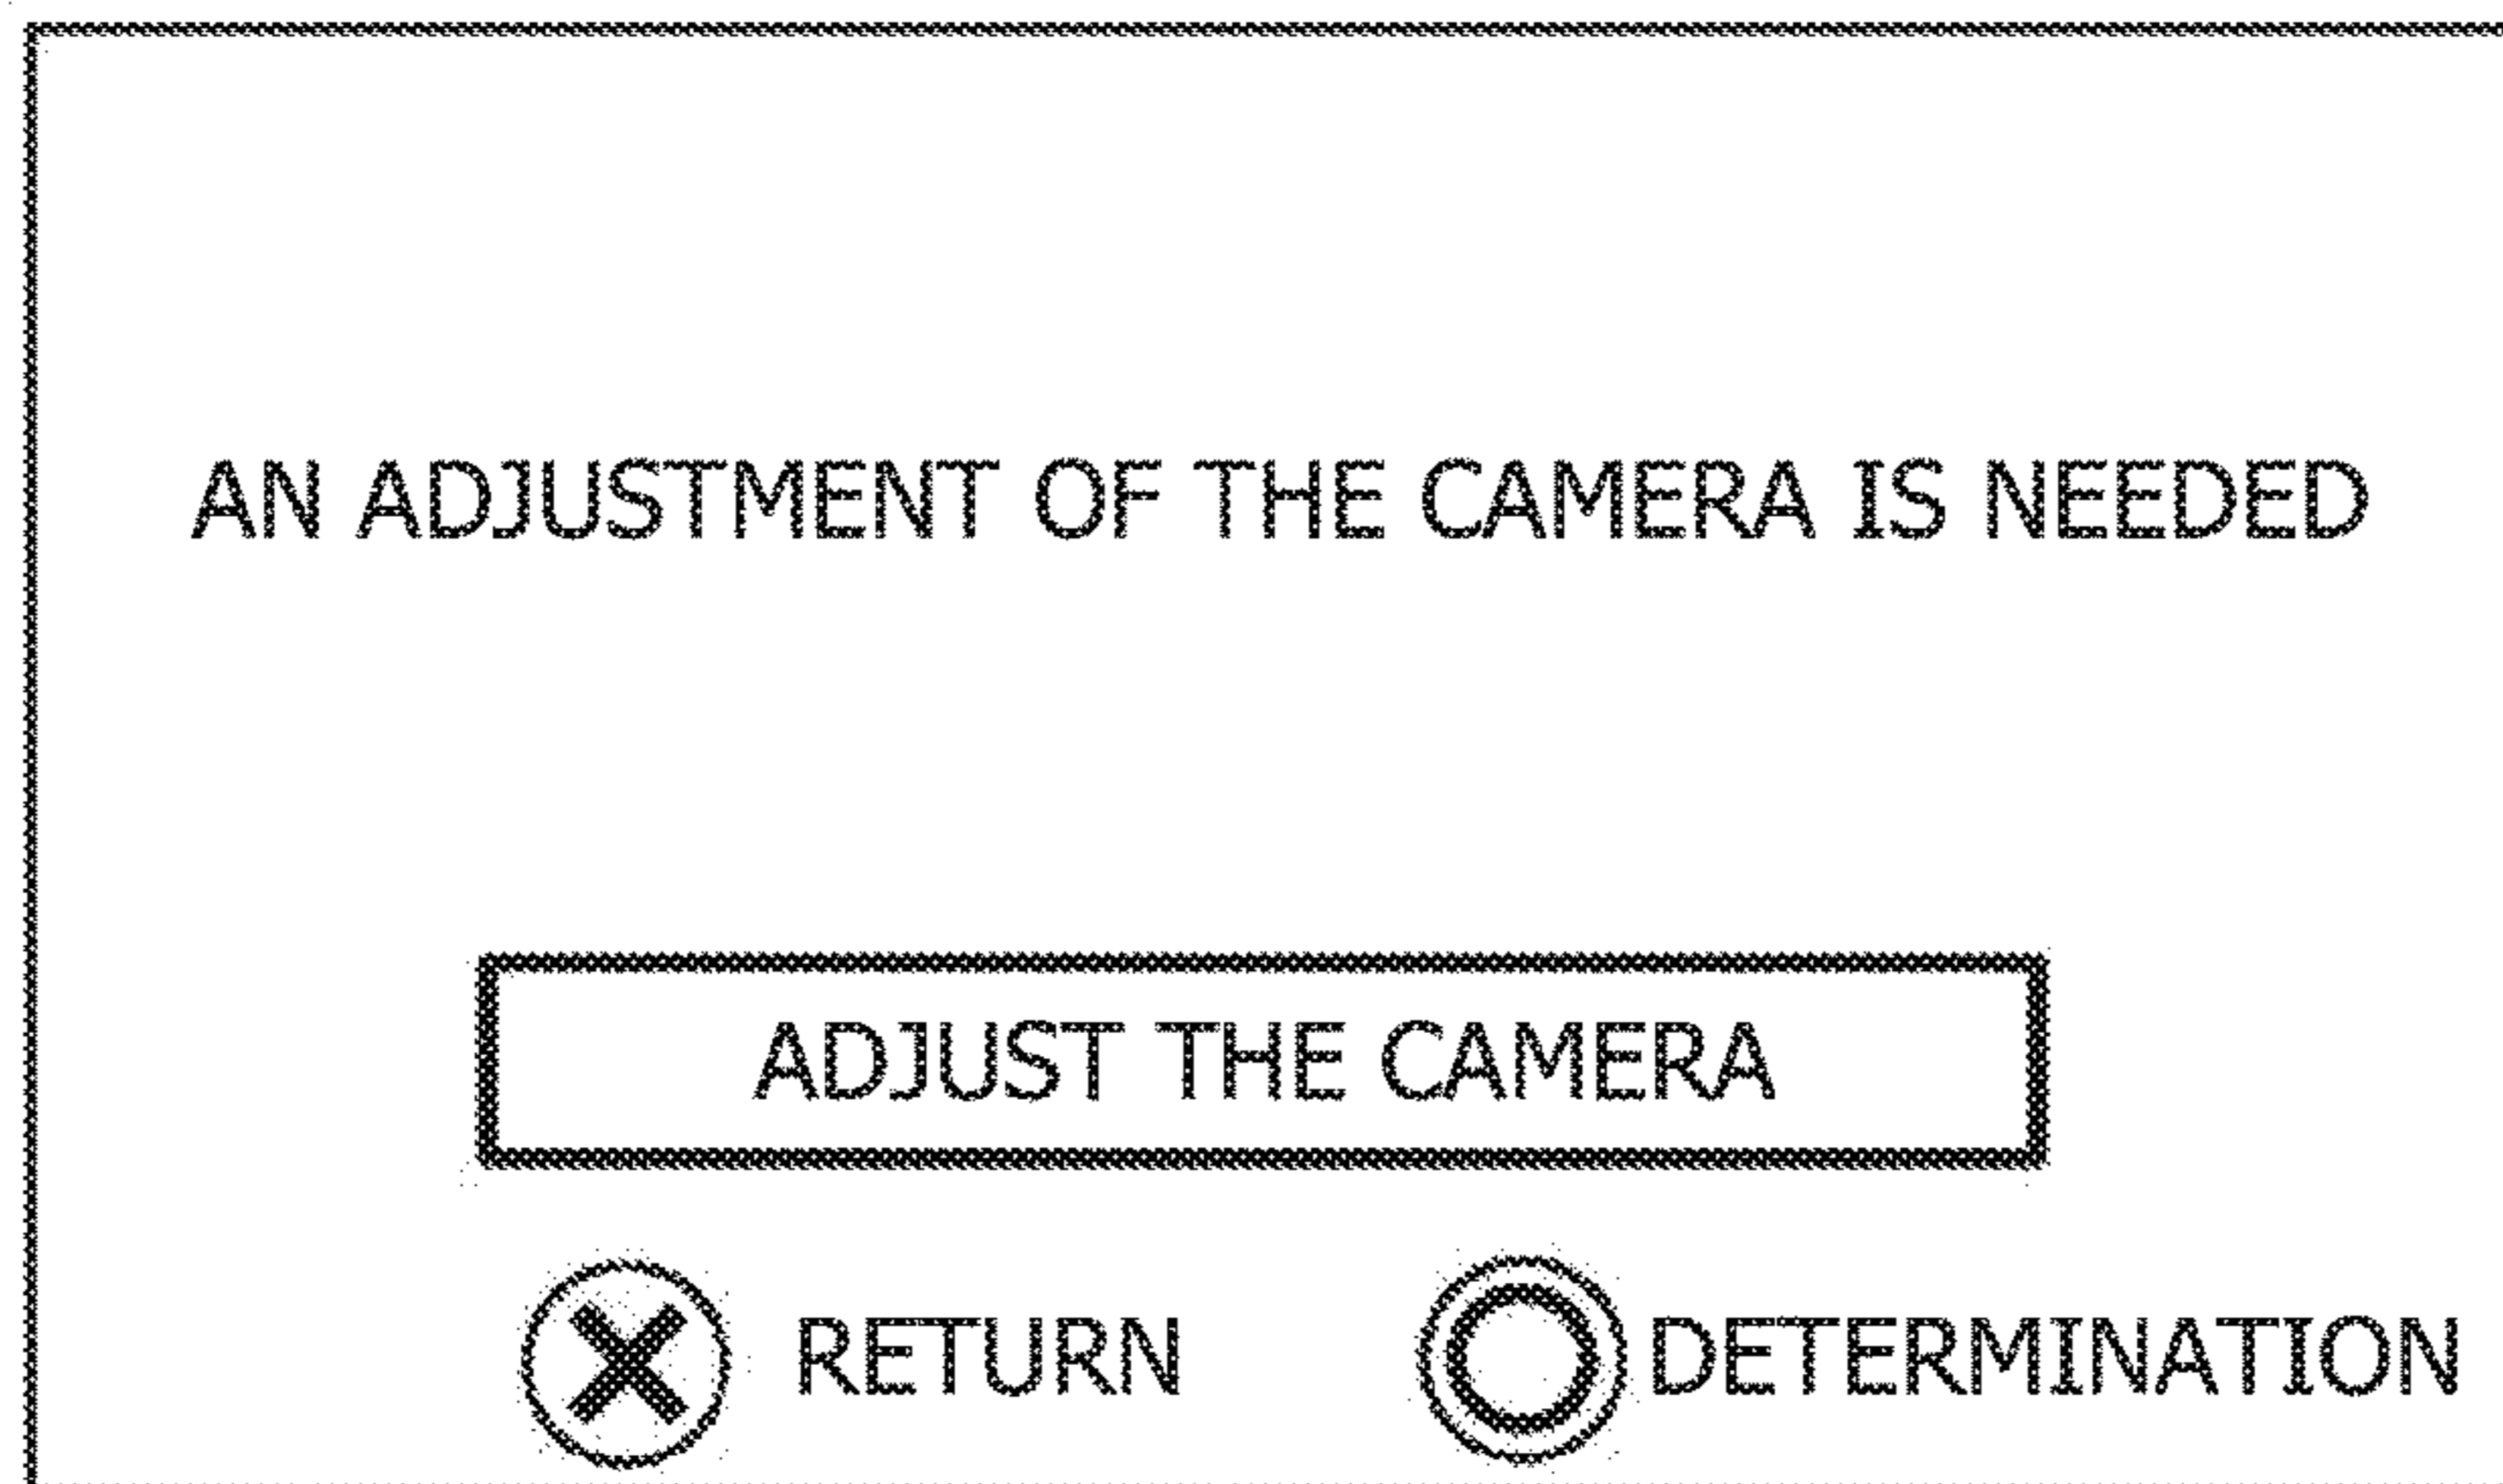 AN ADJUSTMENT OF THE CAMERA IS NEEDED
ADJUST THE CAMERA
RETURN DETERMINATION